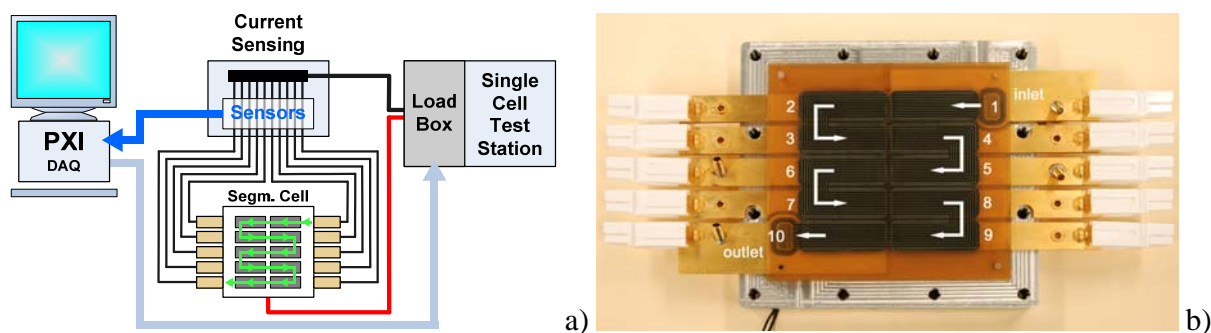 Current
Sensing
Sensors
PXI
DAQ
Load
Box
Single
Cell
Test
Station
Segm. Cell
a)
inlet
2 1
3 4
6 5
7 8
10 9
outlet
b)